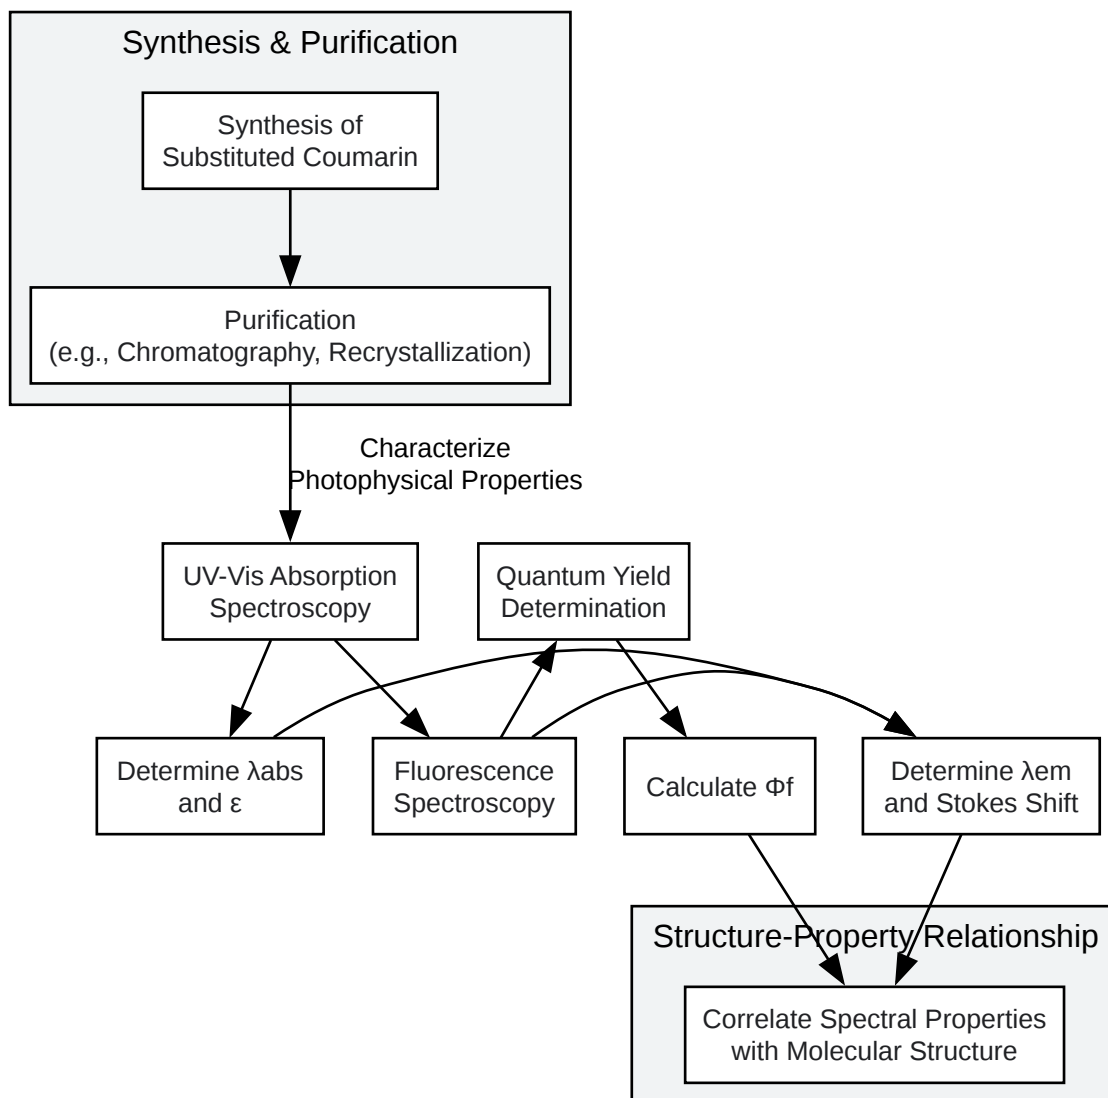 Synthesis & Purification
Synthesis of
Substituted Coumarin
Purification
(e.g., Chromatography, Recrystallization)
Characterize
Photophysical Properties
UV-Vis Absorption
Spectroscopy
Quantum Yield
Determination
Determine λabs
and ε
Fluorescence
Spectroscopy
Calculate Φf
Determine λem
and Stokes Shift
Structure-Property Relationship
Correlate Spectral Properties
with Molecular Structure